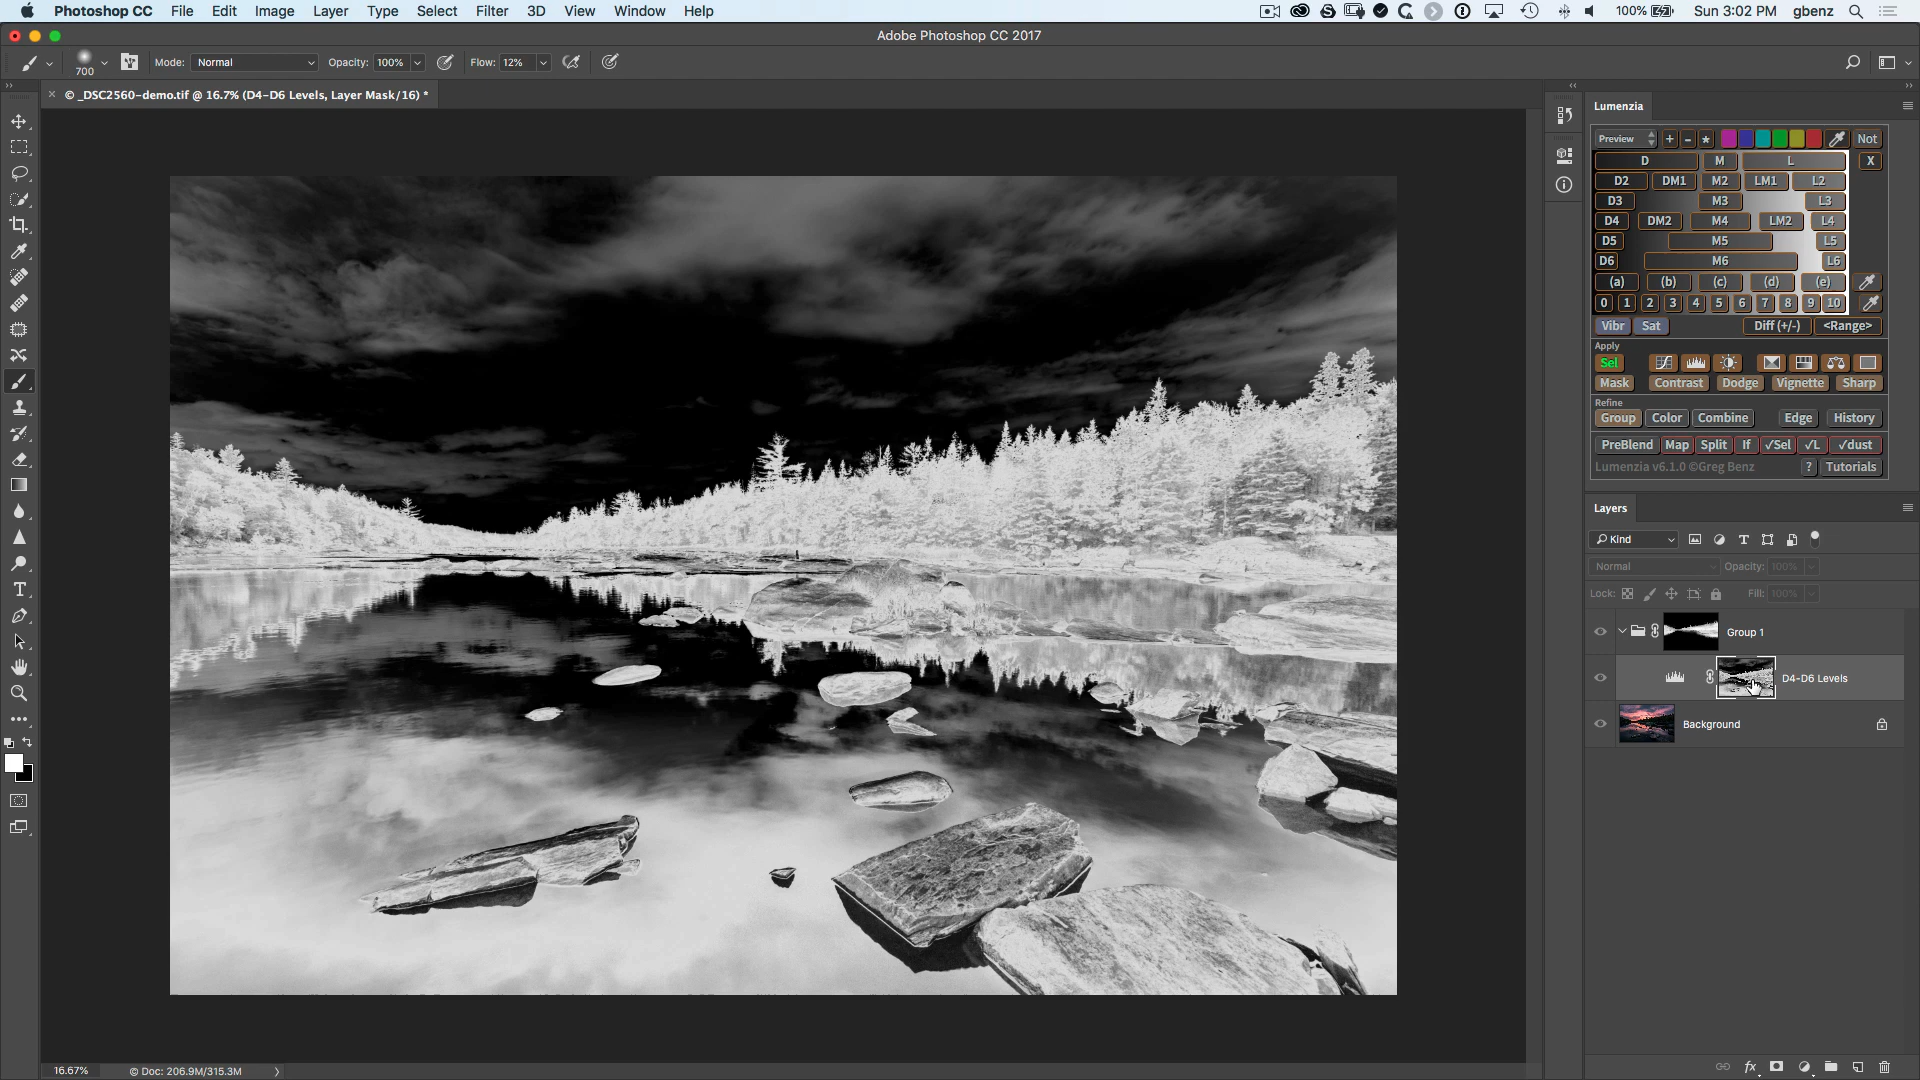 Photoshop CC File Edit Image Layer Type Select Filter 3D View Window Help 100% Sun 3:02 PM gbenz
Adobe Photoshop CC 2017
700 Mode: Normal Opacity: 100% Flow: 12%
× © _DSC2560-demo.tif @ 16.7% (D4-D6 Levels, Layer Mask/16) *
Lumenzia
Preview + - * Not
D M L X
D2 DM1 M2 LM1 L2
D3 M3 L3
D4 DM2 M4 LM2 L4
D5 M5 L5
D6 M6 L6
(a) (b) (c) (d) (e)
0 1 2 3 4 5 6 7 8 9 10
Vibr Sat Diff (+/-) <Range>
Apply
Sel
Mask Contrast Dodge Vignette Sharp
Refine
Group Color Combine Edge History
PreBlend Map Split If √Sel √L √dust
Lumenzia v6.1.0 ©Greg Benz ? Tutorials
Layers
Kind
Normal Opacity: 100%
Lock: Fill: 100%
Group 1
D4-D6 Levels
Background
16.67% © Doc: 206.9M/315.3M
fx